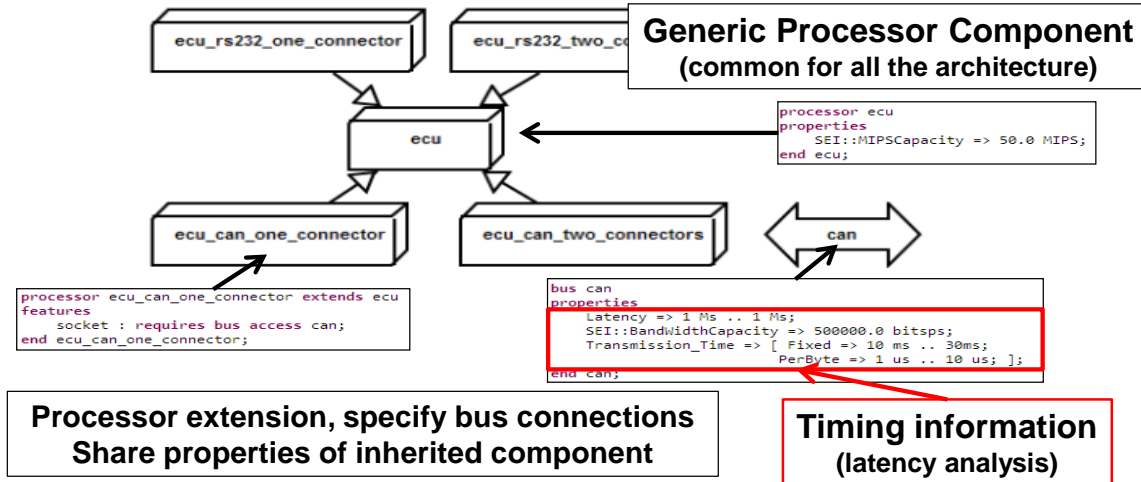 ecu_rs232_one_connector
ecu_rs232_two_co
Generic Processor Component
(common for all the architecture)
ecu
processor ecu
properties
SEI::MIPSCapacity => 50.0 MIPS;
end ecu;
ecu_can_one_connector
ecu_can_two_connectors
can
processor ecu_can_one_connector extends ecu
features
socket : requires bus access can;
end ecu_can_one_connector;
bus can
properties
Latency => 1 Ms .. 1 Ms;
SEI::BandWidthCapacity => 500000.0 bitsps;
Transmission_Time => [ Fixed => 10 ms .. 30ms;
PerByte => 1 us .. 10 us; ];
end can;
Processor extension, specify bus connections
Share properties of inherited component
Timing information
(latency analysis)